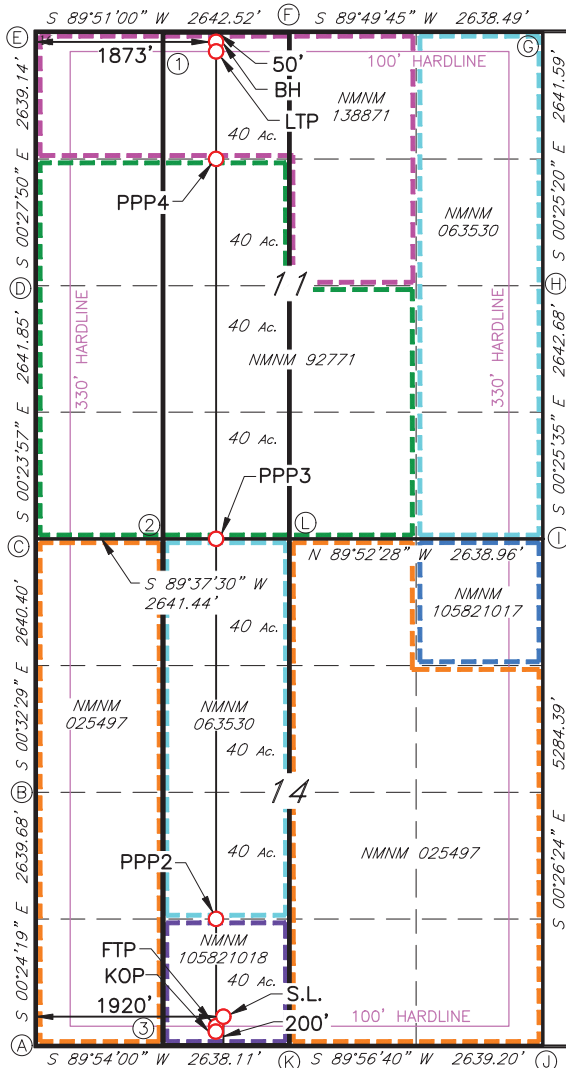 S 89°51'00" W 2642.52'
F
S 89°49'45" W 2638.49'
E
G
1873'
1
50'
BH
LTP
100' HARDLINE
NMNM
138871
40 Ac.
2639.14'
S 00°27'50" E
2641.59'
S 00°25'20" E
PPP4
NMNM
063530
40 Ac.
D
11
H
330' HARDLINE
40 Ac.
330' HARDLINE
NMNM 92771
2641.85'
S 00°23'57" E
2642.68'
S 00°25'35" E
40 Ac.
PPP3
2
L
C
I
S 89°37'30" W
2641.44'
N 89°52'28" W 2638.96'
NMNM
105821017
40 Ac.
2640.40'
S 00°32'29" E
NMNM
025497
NMNM
063530
40 Ac.
B
14
5284.39'
S 00°26'24" E
40 Ac.
NMNM 025497
PPP2
2639.68'
S 00°24'19" E
NMNM
105821018
FTP
KOP
40 Ac.
S.L.
1920'
3
200'
100' HARDLINE
A
S 89°54'00" W 2638.11'
K
S 89°56'40" W 2639.20'
J